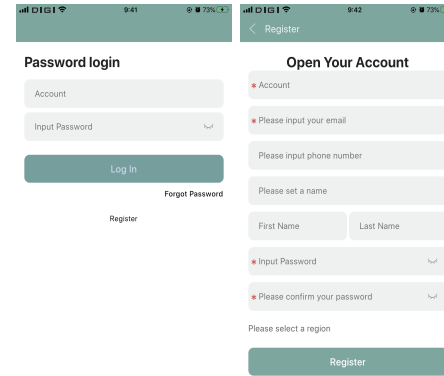 DIGI 9:41 73%
Password login
Account
Input Password
Log In
Forgot Password
Register
DIGI 9:42 73%
Register
Open Your Account
* Account
* Please input your email
Please input phone number
Please set a name
First Name Last Name
* Input Password
* Please confirm your password
Please select a region
Register